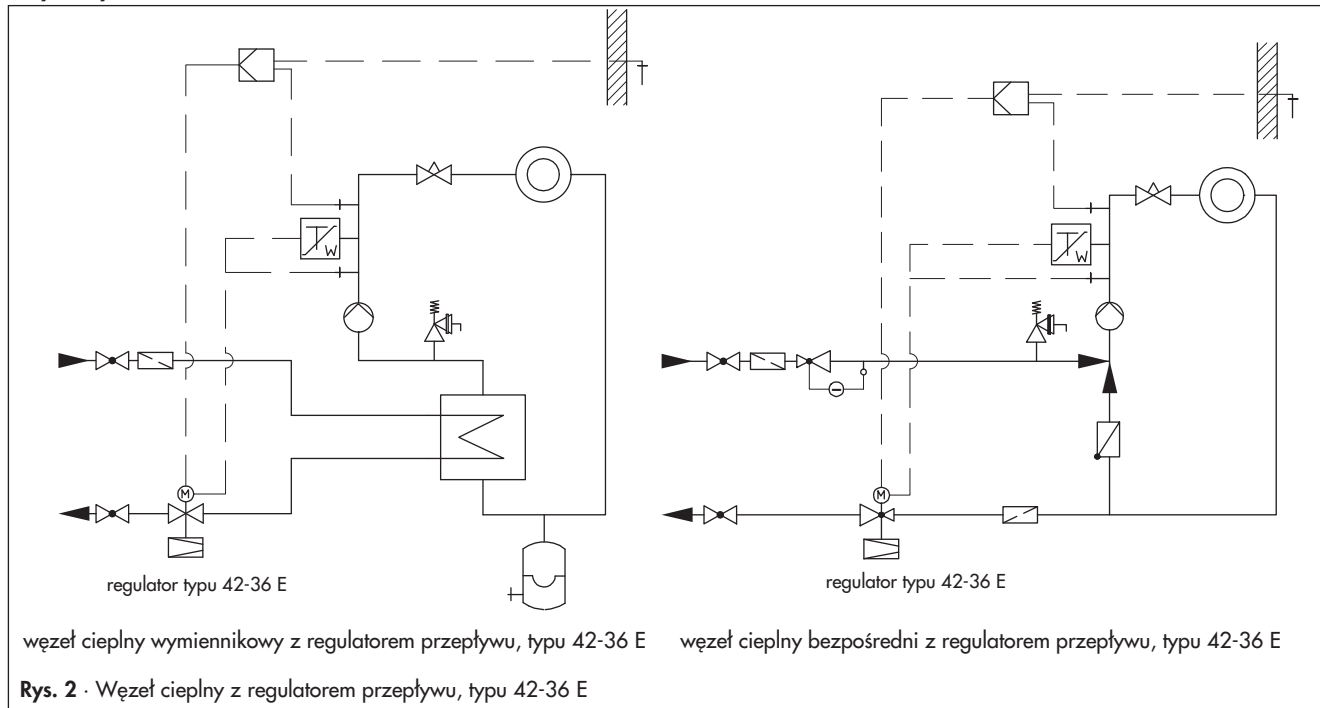 W
M
regulator typu 42-36 E
węzeł cieplny wymiennikowy z regulatorem przepływu, typu 42-36 E
W
M
regulator typu 42-36 E
węzeł cieplny bezpośredni z regulatorem przepływu, typu 42-36 E
Rys. 2 · Węzeł cieplny z regulatorem przepływu, typu 42-36 E